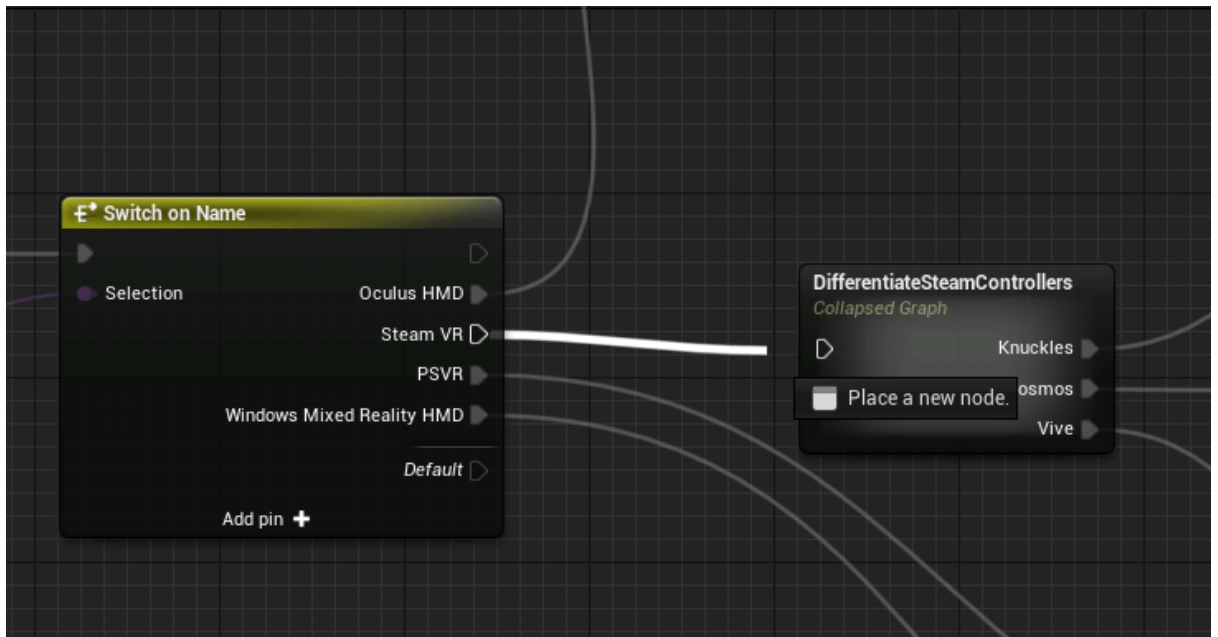 Switch on Name
Selection
Oculus HMD
Steam VR
PSVR
Windows Mixed Reality HMD
Default
Add pin
DifferentiateSteamControllers
Collapsed Graph
Knuckles
Place a new node.
osmos
Vive